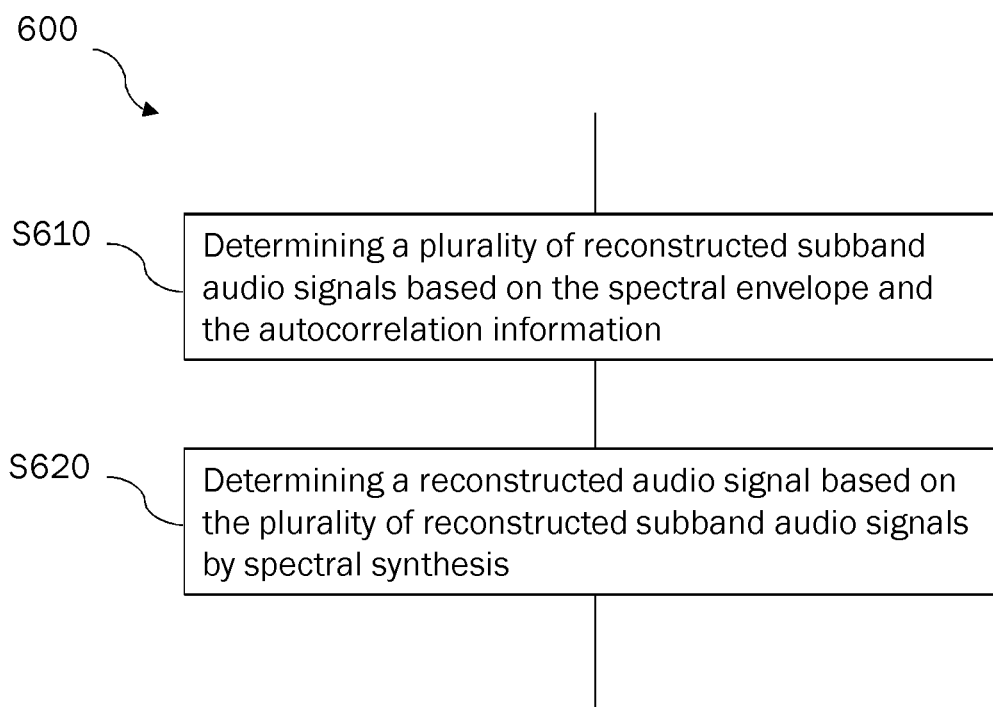 600
S610
Determining a plurality of reconstructed subband
audio signals based on the spectral envelope and
the autocorrelation information
S620
Determining a reconstructed audio signal based on
the plurality of reconstructed subband audio signals
by spectral synthesis